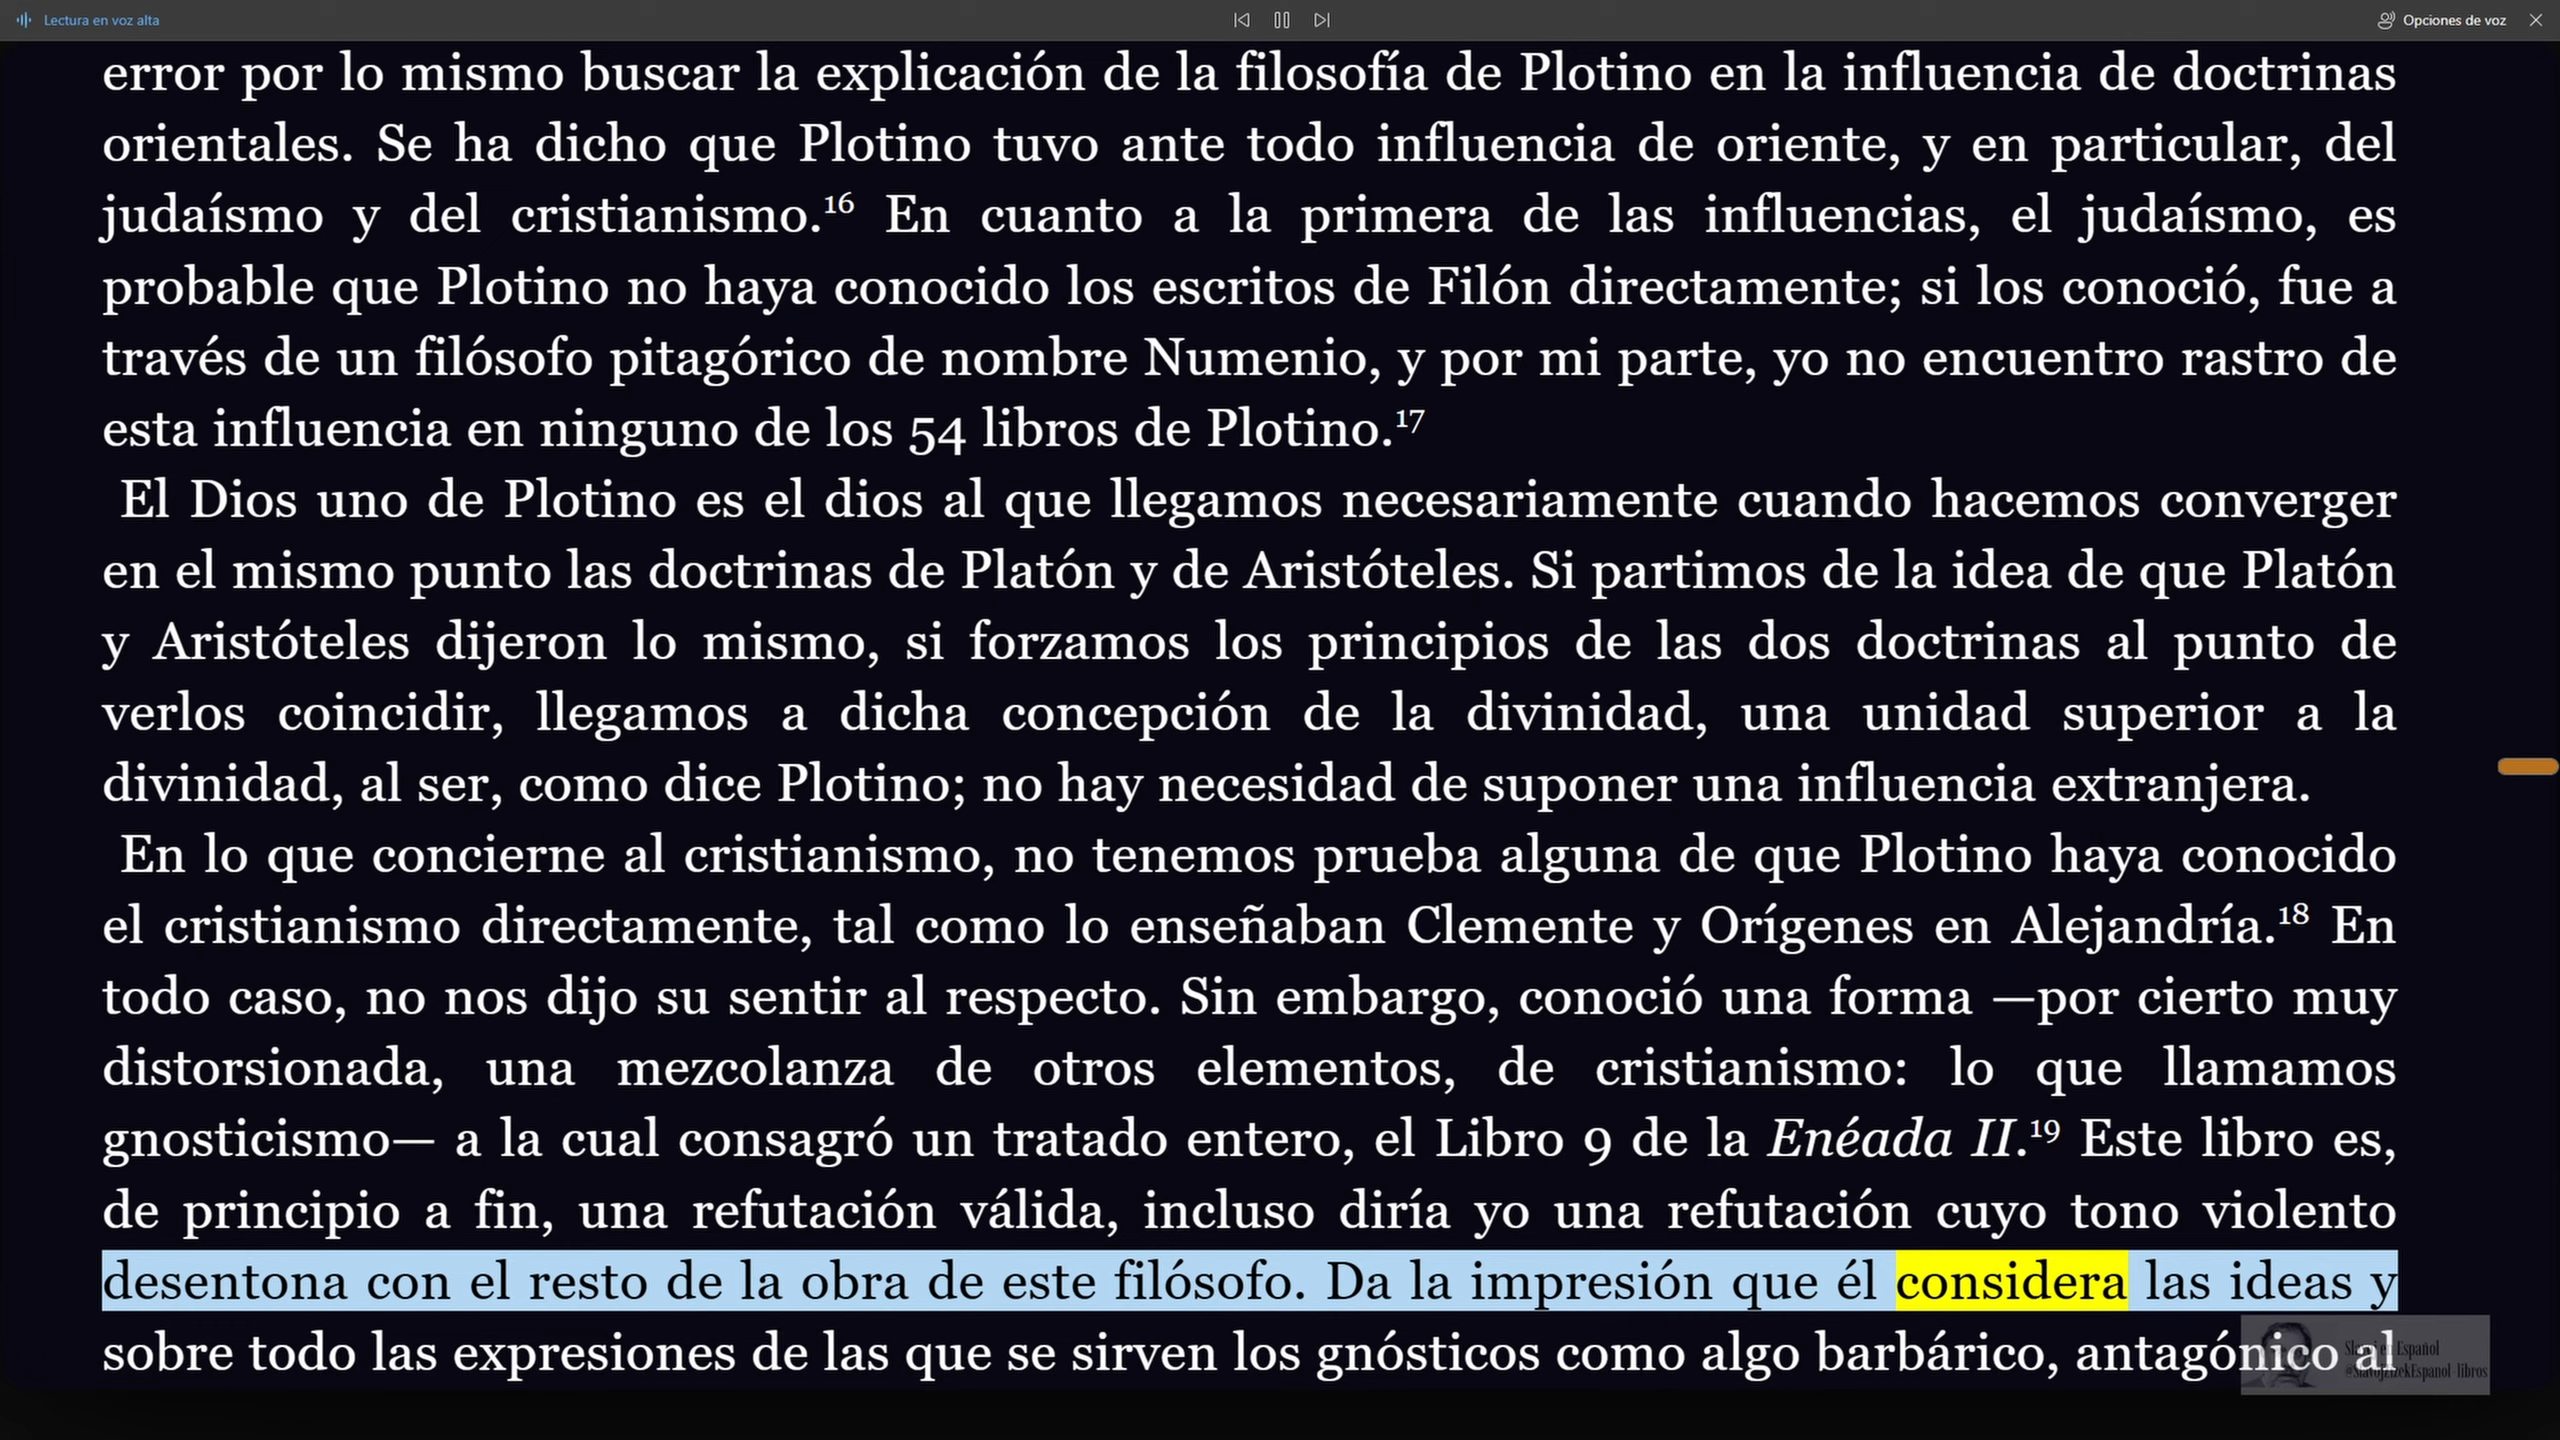 Lectura en voz alta
Opciones de voz
error por lo mismo buscar la explicación de la filosofía de Plotino en la influencia de doctrinas
orientales. Se ha dicho que Plotino tuvo ante todo influencia de oriente, y en particular, del
judaísmo y del cristianismo.¹⁶ En cuanto a la primera de las influencias, el judaísmo, es
probable que Plotino no haya conocido los escritos de Filón directamente; si los conoció, fue a
través de un filósofo pitagórico de nombre Numenio, y por mi parte, yo no encuentro rastro de
esta influencia en ninguno de los 54 libros de Plotino.¹⁷
El Dios uno de Plotino es el dios al que llegamos necesariamente cuando hacemos converger
en el mismo punto las doctrinas de Platón y de Aristóteles. Si partimos de la idea de que Platón
y Aristóteles dijeron lo mismo, si forzamos los principios de las dos doctrinas al punto de
verlos coincidir, llegamos a dicha concepción de la divinidad, una unidad superior a la
divinidad, al ser, como dice Plotino; no hay necesidad de suponer una influencia extranjera.
En lo que concierne al cristianismo, no tenemos prueba alguna de que Plotino haya conocido
el cristianismo directamente, tal como lo enseñaban Clemente y Orígenes en Alejandría.¹⁸ En
todo caso, no nos dijo su sentir al respecto. Sin embargo, conoció una forma —por cierto muy
distorsionada, una mezcolanza de otros elementos, de cristianismo: lo que llamamos
gnosticismo— a la cual consagró un tratado entero, el Libro 9 de la Enéada II.¹⁹ Este libro es,
de principio a fin, una refutación válida, incluso diría yo una refutación cuyo tono violento
desentona con el resto de la obra de este filósofo. Da la impresión que él considera las ideas y
sobre todo las expresiones de las que se sirven los gnósticos como algo barbárico, antagónico al
en Español
@SlavojZizekEspanol-libros